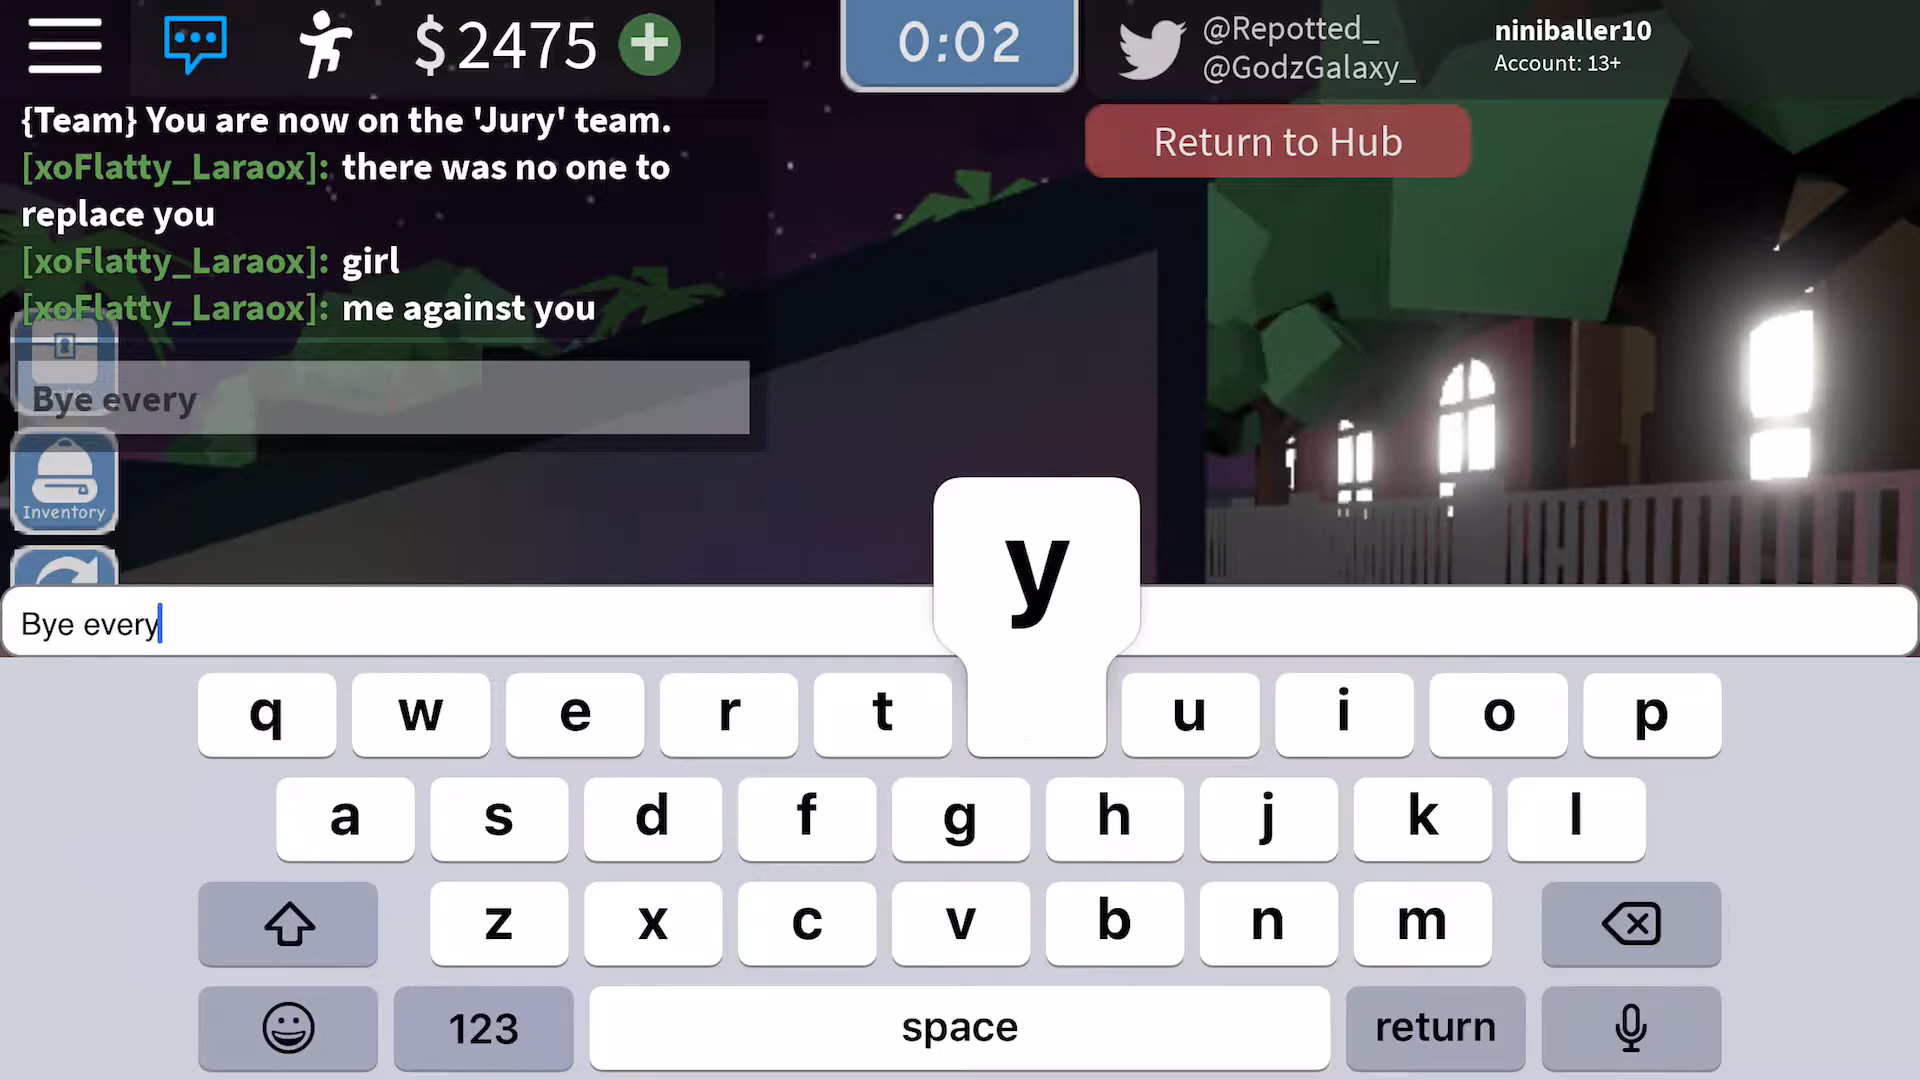 $ 2475
0:02
@Repotted_
@GodzGalaxy_
niniballer10
Account: 13+
{Team} You are now on the 'Jury' team.
[xoFlatty_Laraox]: there was no one to
replace you
[xoFlatty_Laraox]: girl
[xoFlatty_Laraox]: me against you
Return to Hub
Bye every
Inventory
Bye every
y
q w e r t u i o p
a s d f g h j k l
z x c v b n m
123 space return